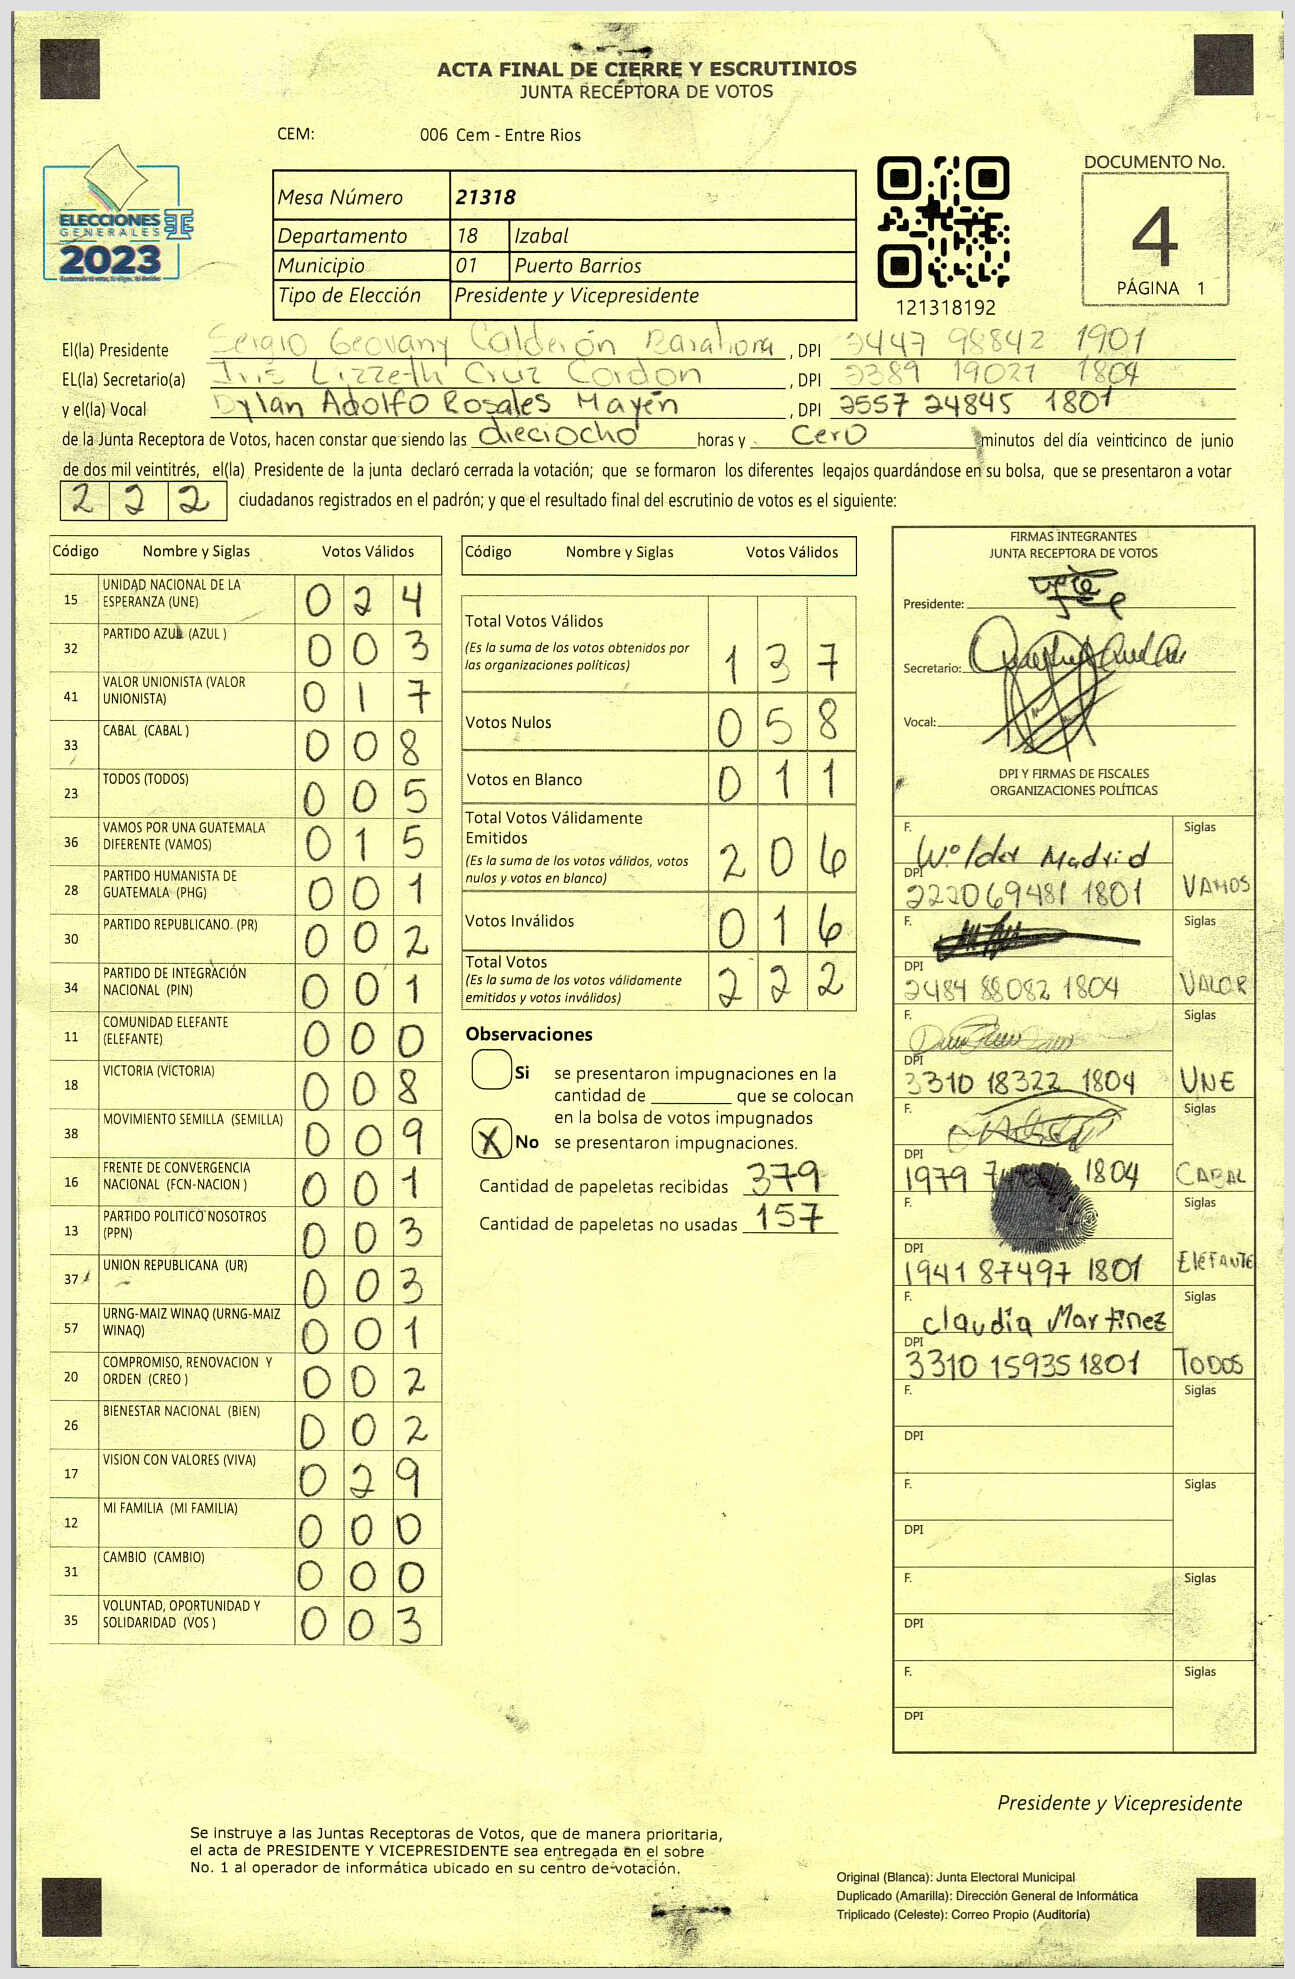 ACTA FINAL DE CIERRE Y ESCRUTINIOS
JUNTA RECEPTORA DE VOTOS
CEM: 006 Cem - Entre Rios
ELECCIONES
GENERALES
2023
Mesa Número 21318
Departamento 18 Izabal
Municipio 01 Puerto Barrios
Tipo de Elección Presidente y Vicepresidente
121318192
DOCUMENTO No.
4
PÁGINA 1
El(la) Presidente Sergio Geovany Calderón Barahona, DPI 2447 98842 1901
EL(la) Secretario(a) Iris Lizzeth Cruz Cordon, DPI 2389 19021 1804
y el(la) Vocal Dylan Adolfo Rosales Mayén, DPI 2557 24845 1801
de la Junta Receptora de Votos, hacen constar que siendo las dieciocho horas y cero minutos del día veinticinco de junio
de dos mil veintitrés, el(la) Presidente de la junta declaró cerrada la votación; que se formaron los diferentes legajos quardándose en su bolsa, que se presentaron a votar
2 2 2 ciudadanos registrados en el padrón; y que el resultado final del escrutinio de votos es el siguiente:
Código Nombre y Siglas Votos Válidos
15 UNIDAD NACIONAL DE LA ESPERANZA (UNE) 0 2 4
32 PARTIDO AZUL (AZUL ) 0 0 3
41 VALOR UNIONISTA (VALOR UNIONISTA) 0 1 7
33 CABAL (CABAL ) 0 0 8
23 TODOS (TODOS) 0 0 5
36 VAMOS POR UNA GUATEMALA DIFERENTE (VAMOS) 0 1 5
28 PARTIDO HUMANISTA DE GUATEMALA (PHG) 0 0 1
30 PARTIDO REPUBLICANO (PR) 0 0 2
34 PARTIDO DE INTEGRACIÓN NACIONAL (PIN) 0 0 1
11 COMUNIDAD ELEFANTE (ELEFANTE) 0 0 0
18 VICTORIA (VICTORIA) 0 0 8
38 MOVIMIENTO SEMILLA (SEMILLA) 0 0 9
16 FRENTE DE CONVERGENCIA NACIONAL (FCN-NACION ) 0 0 1
13 PARTIDO POLITICO NOSOTROS (PPN) 0 0 3
37 UNION REPUBLICANA (UR) 0 0 3
57 URNG-MAIZ WINAQ (URNG-MAIZ WINAQ) 0 0 1
20 COMPROMISO, RENOVACION Y ORDEN (CREO ) 0 0 2
26 BIENESTAR NACIONAL (BIEN) 0 0 2
17 VISION CON VALORES (VIVA) 0 2 9
12 MI FAMILIA (MI FAMILIA) 0 0 0
31 CAMBIO (CAMBIO) 0 0 0
35 VOLUNTAD, OPORTUNIDAD Y SOLIDARIDAD (VOS ) 0 0 3
Código Nombre y Siglas Votos Válidos
Total Votos Válidos
(Es la suma de los votos obtenidos por
las organizaciones políticas) 1 3 7
Votos Nulos 0 5 8
Votos en Blanco 0 1 1
Total Votos Válidamente
Emitidos
(Es la suma de los votos válidos, votos
nulos y votos en blanco) 2 0 6
Votos Inválidos 0 1 6
Total Votos
(Es la suma de los votos válidamente
emitidos y votos inválidos) 2 2 2
Observaciones
Si se presentaron impugnaciones en la
cantidad de ________ que se colocan
en la bolsa de votos impugnados
X No se presentaron impugnaciones.
Cantidad de papeletas recibidas 379
Cantidad de papeletas no usadas 157
FIRMAS INTEGRANTES
JUNTA RECEPTORA DE VOTOS
Presidente:
Secretario:
Vocal:
DPI Y FIRMAS DE FISCALES
ORGANIZACIONES POLÍTICAS
F. Wolder Madrid Siglas
DPI 2220 69481 1801 VAMOS
F. Siglas
DPI 2484 88082 1804 VALOR
F. Siglas
DPI 3310 18322 1804 UNE
F. Siglas
DPI 1979 1804 CABAL
F. Siglas
DPI 1941 87497 1801 ElEFANTE
F. Claudia Martinez Siglas
DPI 3310 15935 1801 TODOS
F. Siglas
DPI
F. Siglas
DPI
F. Siglas
DPI
F. Siglas
DPI
Presidente y Vicepresidente
Se instruye a las Juntas Receptoras de Votos, que de manera prioritaria,
el acta de PRESIDENTE Y VICEPRESIDENTE sea entregada en el sobre
No. 1 al operador de informática ubicado en su centro de votación.
Original (Blanca): Junta Electoral Municipal
Duplicado (Amarilla): Dirección General de Informática
Triplicado (Celeste): Correo Propio (Auditoría)